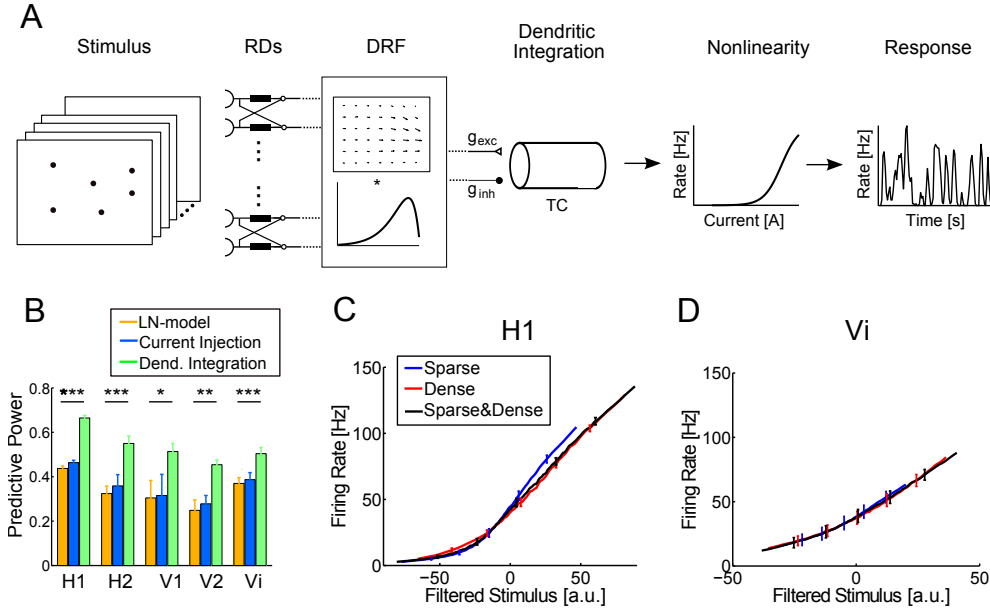 A
Stimulus
RDs
DRF
Dendritic
Integration
Nonlinearity
Response
*
gexc
ginh
TC
Rate [Hz]
Current [A]
Rate [Hz]
Time [s]
B
LN-model
Current Injection
Dend. Integration
Predictive Power
0.8
0.6
0.4
0.2
0
****
***
*
**
***
H1
H2
V1
V2
Vi
C
H1
Sparse
Dense
Sparse&Dense
Firing Rate [Hz]
150
100
50
0
−50
0
50
Filtered Stimulus [a.u.]
D
Vi
Firing Rate [Hz]
150
100
50
0
−50
0
50
Filtered Stimulus [a.u.]